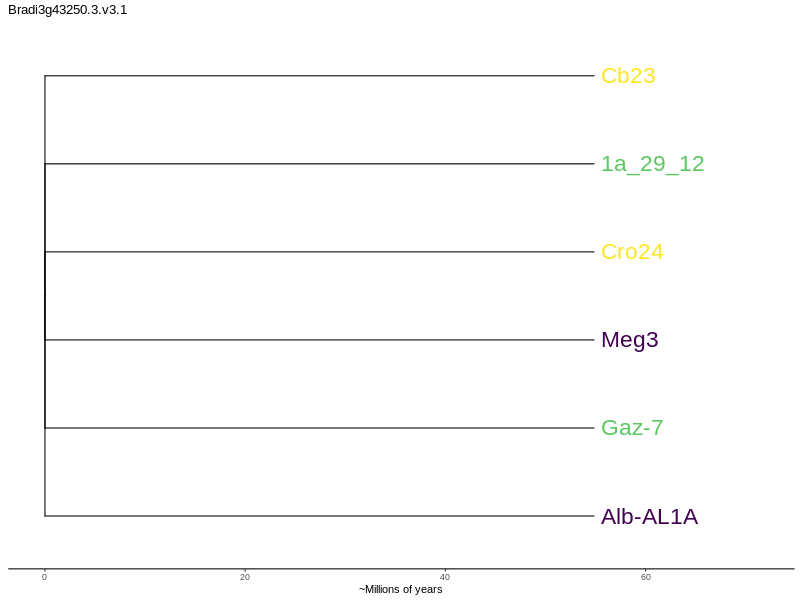 Bradi3g43250.3.v3.1
Cb23
1a_29_12
Cro24
Meg3
Gaz-7
Alb-AL1A
0 20 40 60
~Millions of years